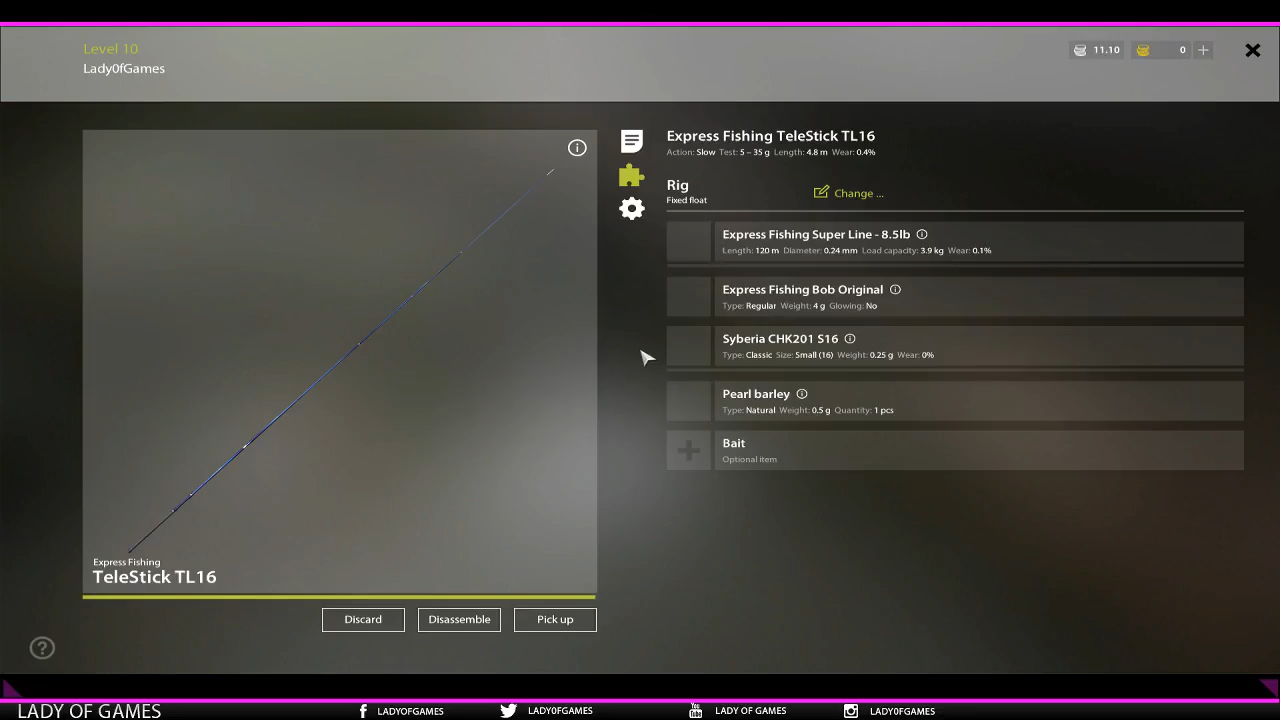 Level 10
Lady0fGames
11.10
0
Express Fishing TeleStick TL16
Action: Slow Test: 5 – 35 g Length: 4.8 m Wear: 0.4%
Rig
Fixed float
Change ...
Express Fishing Super Line - 8.5lb
Length: 120 m Diameter: 0.24 mm Load capacity: 3.9 kg Wear: 0.1%
Express Fishing Bob Original
Type: Regular Weight: 4 g Glowing: No
Syberia CHK201 S16
Type: Classic Size: Small (16) Weight: 0.25 g Wear: 0%
Pearl barley
Type: Natural Weight: 0.5 g Quantity: 1 pcs
Bait
Optional item
Express Fishing
TeleStick TL16
Discard
Disassemble
Pick up
LADY OF GAMES
LADYOFGAMES
LADY0FGAMES
You Tube
LADY OF GAMES
LADY0FGAMES